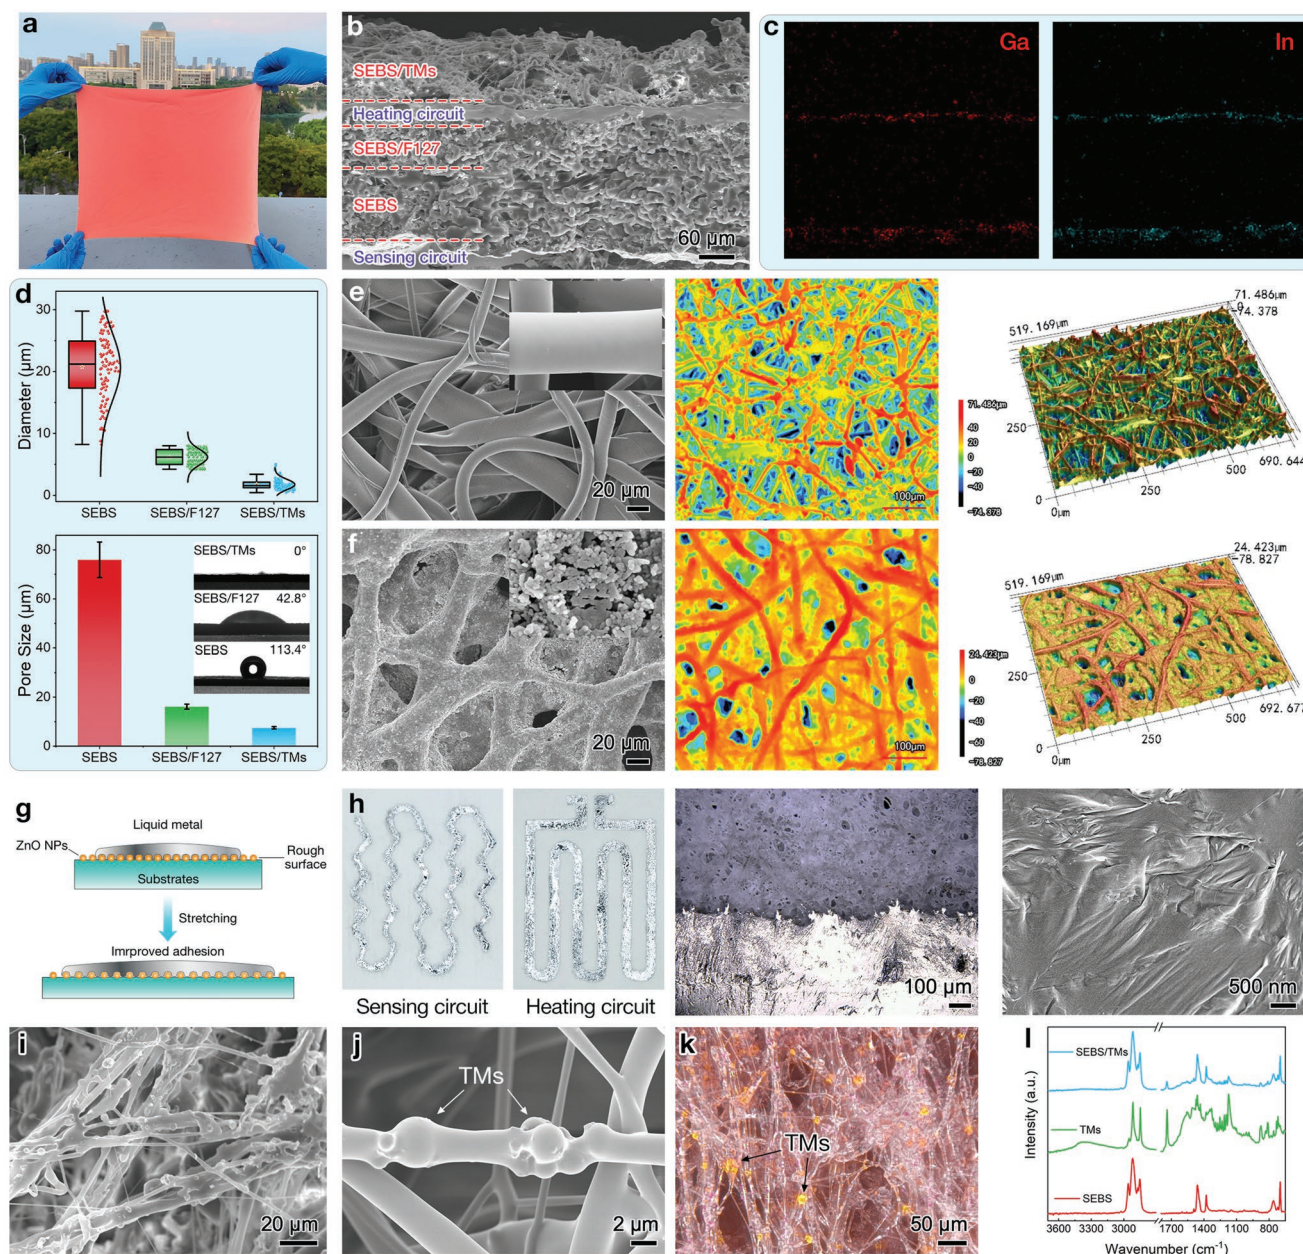 a
b
SEBS/TMs
Heating circuit
SEBS/F127
SEBS
Sensing circuit
60 µm
c
Ga
In
d
Diameter (µm)
30
20
10
0
SEBS
SEBS/F127
SEBS/TMs
Pore Size (µm)
80
60
40
20
0
SEBS/TMs 0°
SEBS/F127 42.8°
SEBS 113.4°
SEBS
SEBS/F127
SEBS/TMs
e
20 µm
100µm
71.486µm
40
20
0
-20
-40
-74.378
519.169µm
71.486µm
0
-74.378
250
0
0µm
250
500
690.644
f
20 µm
100µm
24.423µm
0
-20
-40
-60
-78.827
519.169µm
24.423µm
-78.827
250
0
0µm
250
500
692.677
g
Liquid metal
ZnO NPs
Rough
surface
Substrates
Stretching
Imrproved adhesion
h
Sensing circuit
Heating circuit
100 µm
500 nm
i
20 µm
j
TMs
2 µm
k
TMs
50 µm
l
Intensity (a.u.)
SEBS/TMs
TMs
SEBS
3600 3300 3000 1700 1400 1100 800
Wavenumber (cm⁻¹)